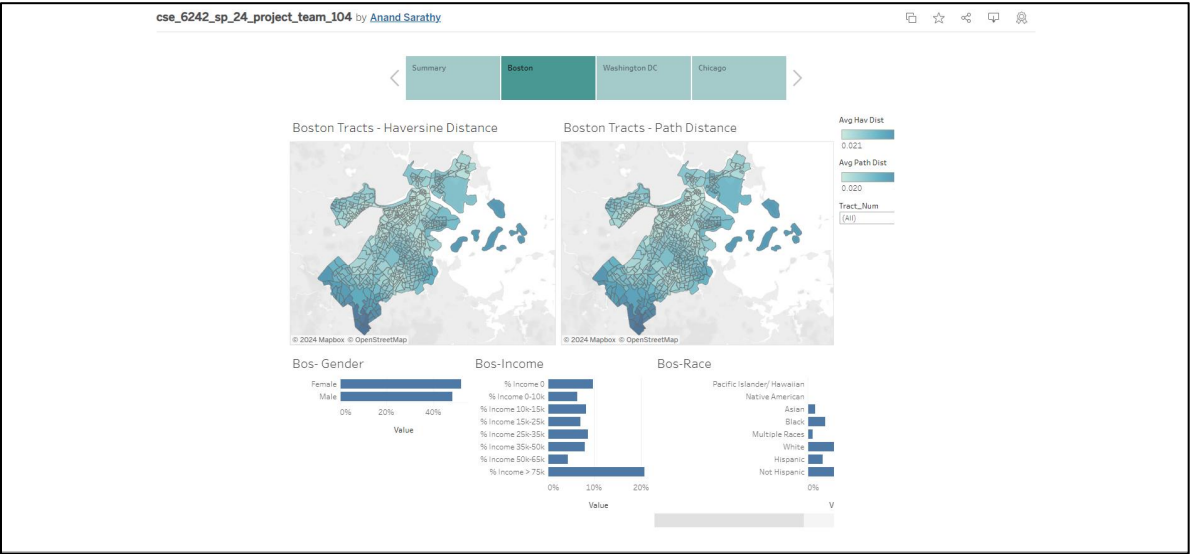 cse_6242_sp_24_project_team_104 by Anand Sarathy
Summary
Boston
Washington DC
Chicago
Boston Tracts - Haversine Distance
Boston Tracts - Path Distance
Avg Hav Dist
0.021
Avg Path Dist
0.020
Tract_Num
(All)
© 2024 Mapbox © OpenStreetMap
© 2024 Mapbox © OpenStreetMap
Bos- Gender
Female
Male
0% 20% 40%
Value
Bos-Income
% Income 0
% Income 0-10k
% Income 10k-15k
% Income 15k-25k
% Income 25k-35k
% Income 35k-50k
% Income 50k-65k
% Income >75k
0% 10% 20%
Value
Bos-Race
Pacific Islander/ Hawaiian
Native American
Asian
Black
Multiple Races
White
Hispanic
Not Hispanic
0%
V